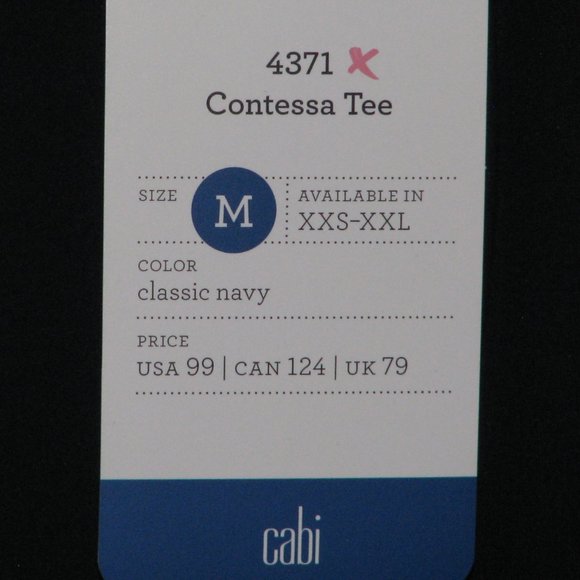 4371 X
Contessa Tee
SIZE M
AVAILABLE IN
XXS-XXL
COLOR
classic navy
PRICE
USA 99 | CAN 124 | UK 79
cabi